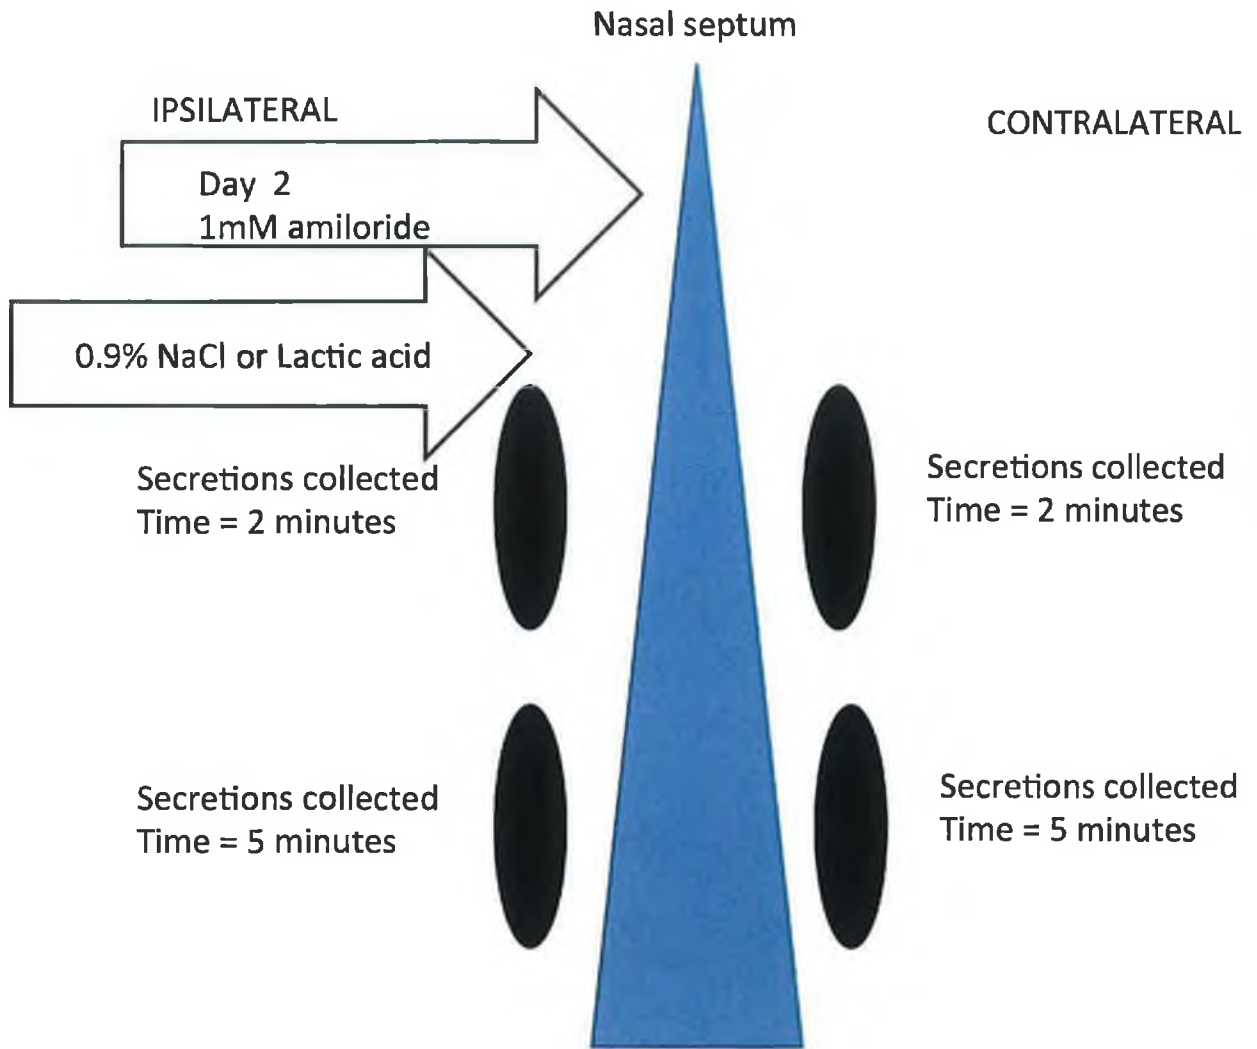 Nasal septum
IPSILATERAL
CONTRALATERAL
Day 2
1mM amiloride
0.9% NaCl or Lactic acid
Secretions collected
Time = 2 minutes
Secretions collected
Time = 2 minutes
Secretions collected
Time = 5 minutes
Secretions collected
Time = 5 minutes